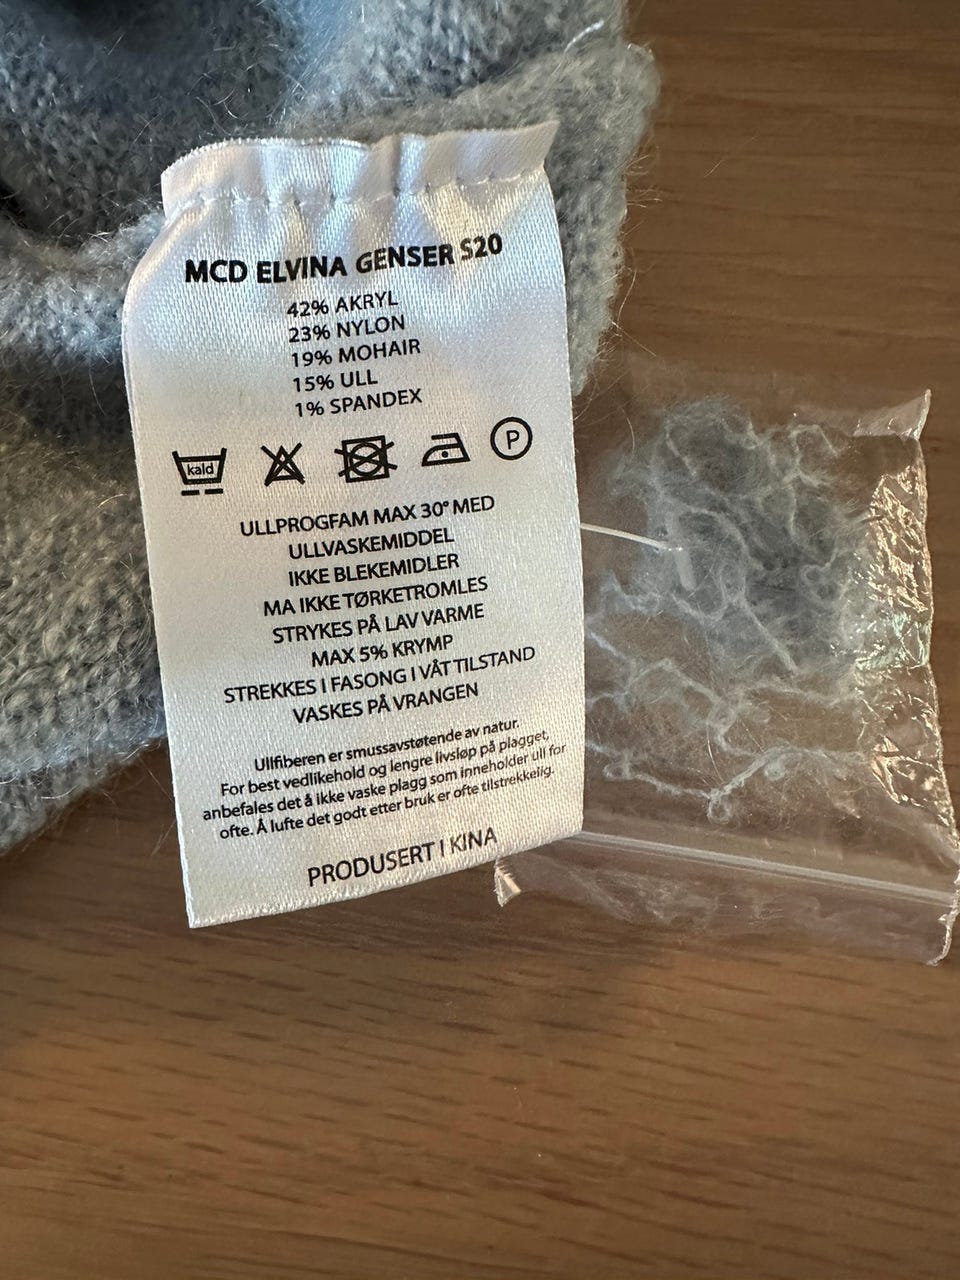 MCD ELVINA GENSER S20
42% AKRYL
23% NYLON
19% MOHAIR
15% ULL
1% SPANDEX
kald
P
ULLPROGFAM MAX 30° MED
ULLVASKEMIDDEL
IKKE BLEKEMIDLER
MA IKKE TØRKETROMLES
STRYKES PÅ LAV VARME
MAX 5% KRYMP
STREKKES I FASONG I VÅT TILSTAND
VASKES PÅ VRANGEN
Ullfiberen er smussavstøtende av natur.
For best vedlikehold og lengre livsløp på plagget,
anbefales det å ikke vaske plagg som inneholder ull for
ofte. Å lufte det godt etter bruk er ofte tilstrekkelig.
PRODUSERT I KINA